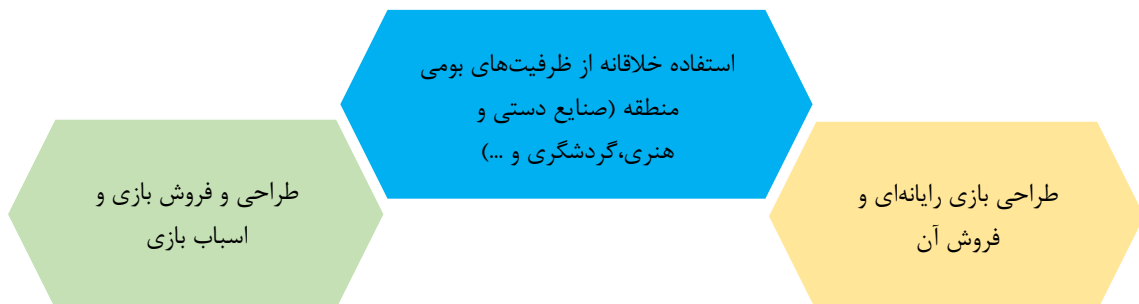 استفاده خلاقانه از ظرفیت‌های بومی
منطقه (صنایع دستی و
هنری،گردشگری و ...)
طراحی بازی رایانه‌ای و
فروش آن
طراحی و فروش بازی و
اسباب بازی